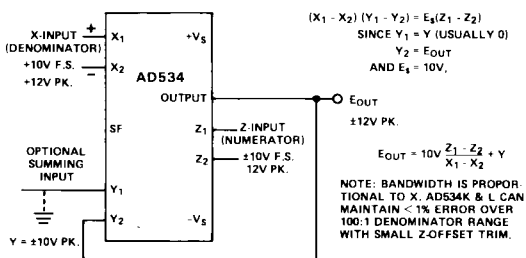 X-INPUT
(DENOMINATOR)
+10V F.S.
+12V PK.
+
−
X1
X2
+VS
AD534
OUTPUT
SF
Z1
Z2
Y1
Y2
−VS
OPTIONAL
SUMMING
INPUT
Y = ±10V PK.
EOUT
±12V PK.
Z-INPUT
(NUMERATOR)
±10V F.S.
12V PK.
(X1 - X2) (Y1 - Y2) = Es(Z1 - Z2)
SINCE Y1 = Y (USUALLY 0)
Y2 = EOUT
AND Es = 10V,
EOUT = 10V (Z1 - Z2)/(X1 - X2) + Y
NOTE: BANDWIDTH IS PROPOR-
TIONAL TO X. AD534K & L CAN
MAINTAIN < 1% ERROR OVER
100:1 DENOMINATOR RANGE
WITH SMALL Z-OFFSET TRIM.